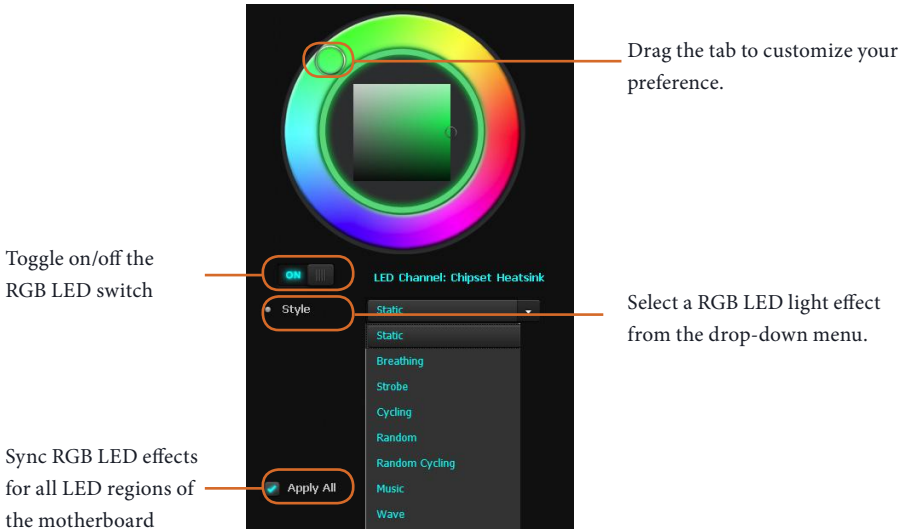 Drag the tab to customize your
preference.
Toggle on/off the
RGB LED switch
ON
LED Channel: Chipset Heatsink
Style
Static
Select a RGB LED light effect
from the drop-down menu.
Static
Breathing
Strobe
Cycling
Random
Random Cycling
Music
Wave
Sync RGB LED effects
for all LED regions of
the motherboard
Apply All